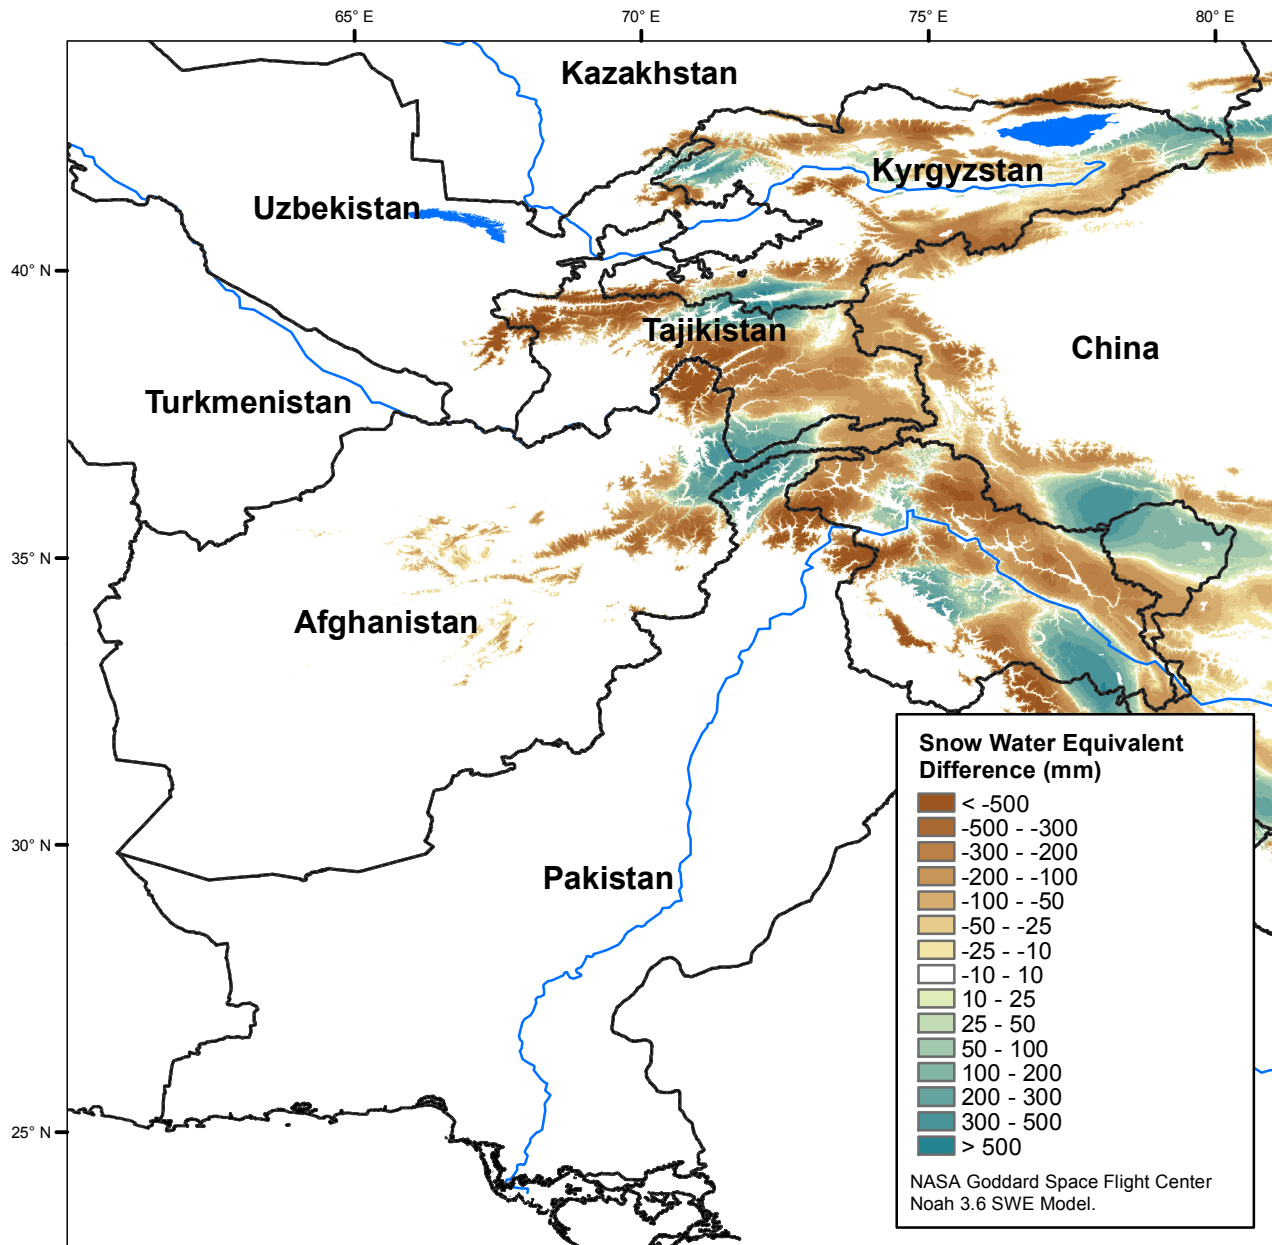 65° E
70° E
75° E
80° E
Kazakhstan
Kyrgyzstan
Uzbekistan
40° N
Tajikistan
China
Turkmenistan
35° N
Afghanistan
Snow Water Equivalent
Difference (mm)
< -500
-500 - -300
-300 - -200
-200 - -100
-100 - -50
-50 - -25
-25 - -10
-10 - 10
10 - 25
25 - 50
50 - 100
100 - 200
200 - 300
300 - 500
> 500
30° N
Pakistan
25° N
NASA Goddard Space Flight Center
Noah 3.6 SWE Model.